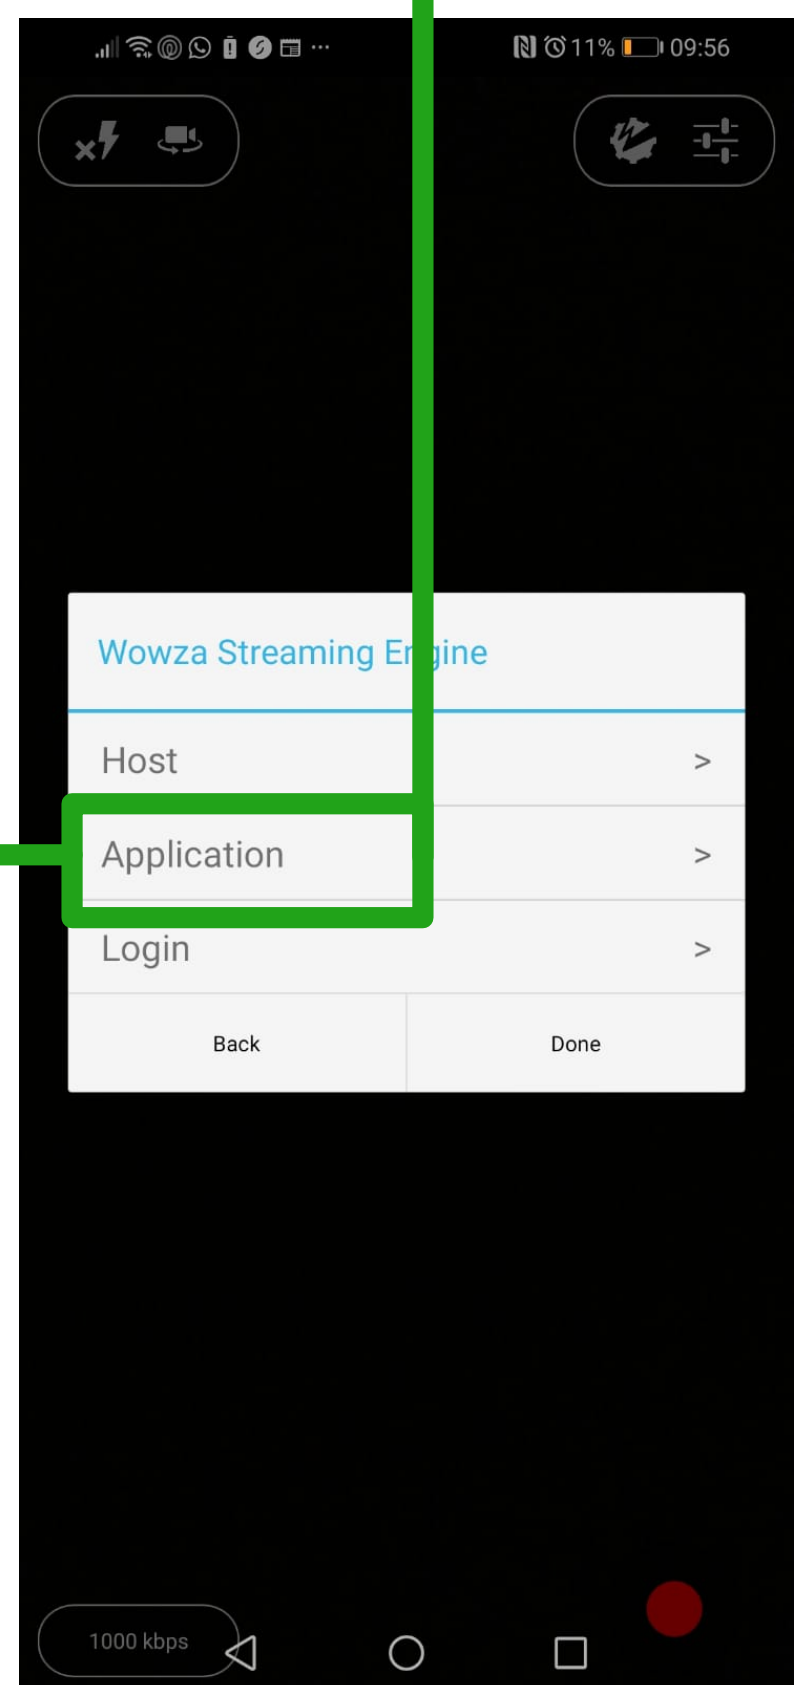 11% 09:56
Wowza Streaming Engine
Host >
Application >
Login >
Back Done
1000 kbps